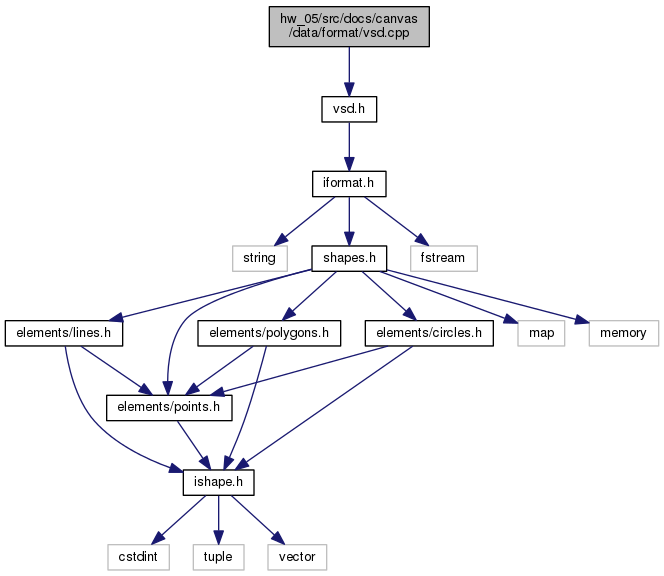 hw_05/src/docs/canvas
/data/format/vsd.cpp
vsd.h
iformat.h
string
shapes.h
fstream
elements/lines.h
elements/polygons.h
elements/circles.h
map
memory
elements/points.h
ishape.h
cstdint
tuple
vector